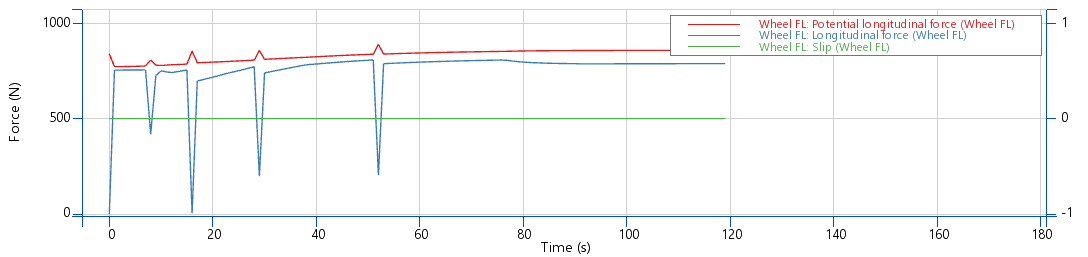 1000
500
0
Force (N)
Wheel FL: Potential longitudinal force (Wheel FL)
Wheel FL: Longitudinal force (Wheel FL)
Wheel FL: Slip (Wheel FL)
1
0
-1
0 20 40 60 80 100 120 140 160 180
Time (s)